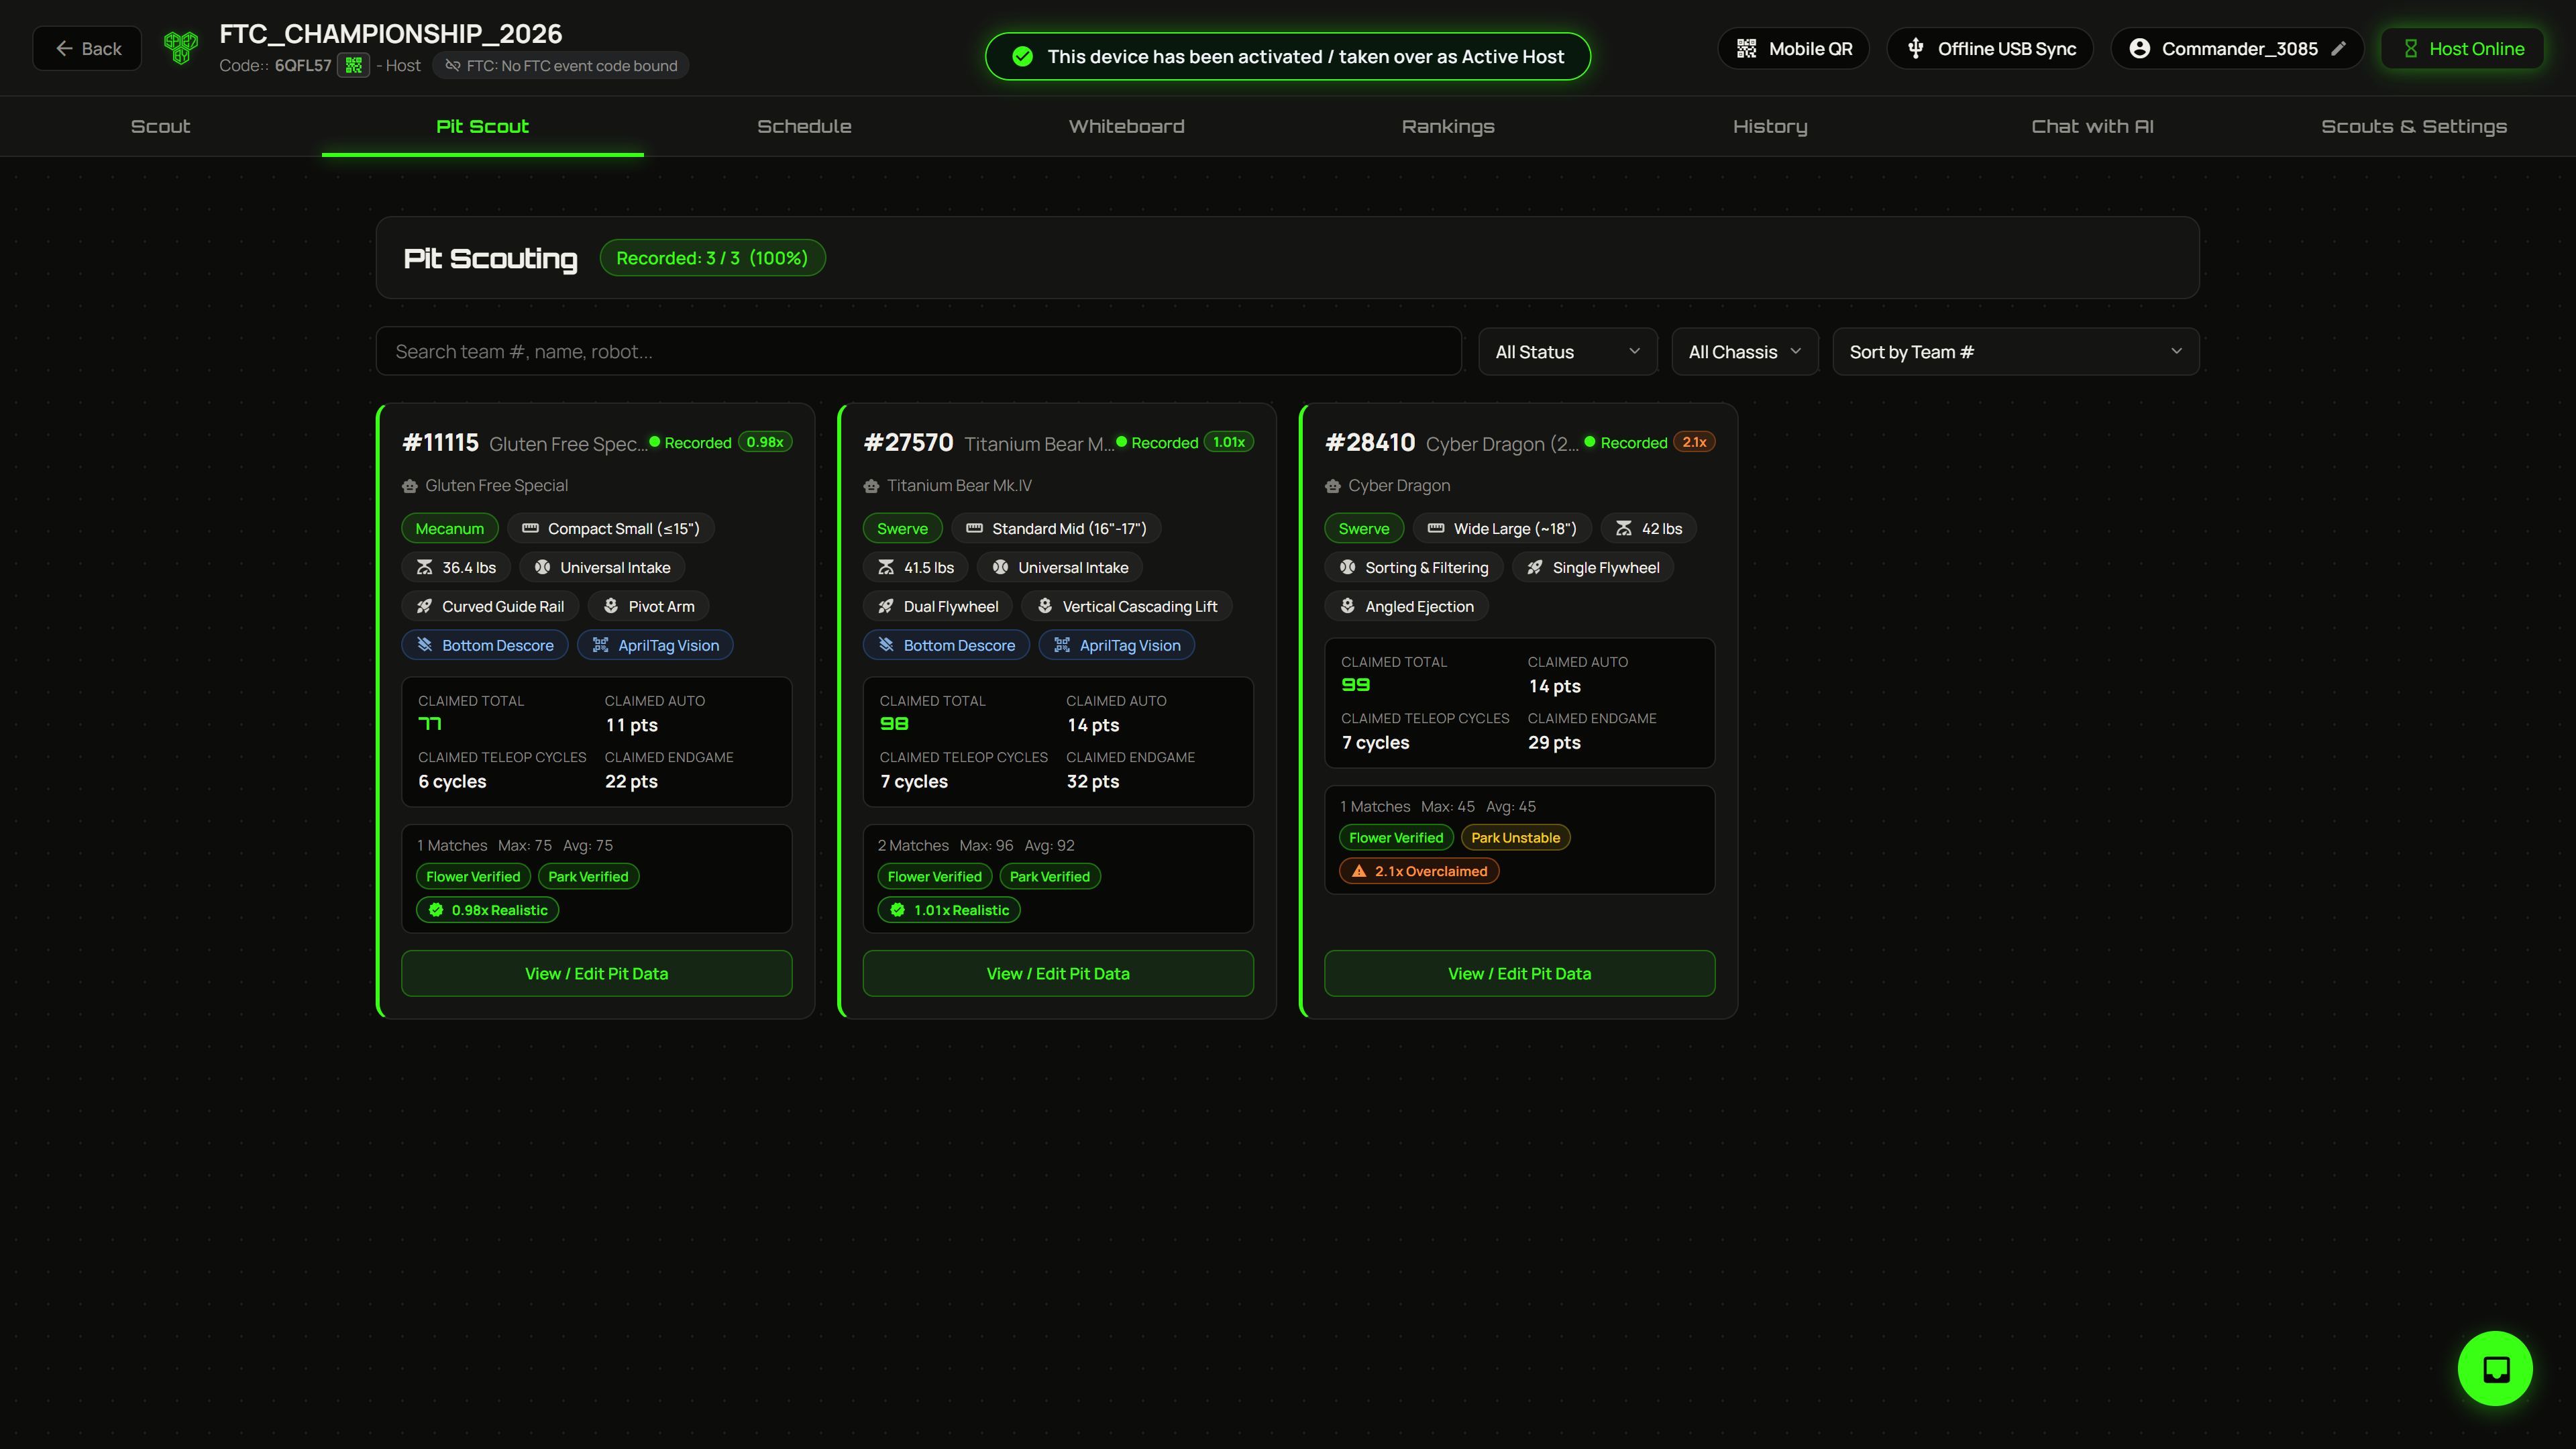 Back
FTC_CHAMPIONSHIP_2026
Code:: 6QFL57 - Host FTC: No FTC event code bound
This device has been activated / taken over as Active Host
Mobile QR
Offline USB Sync
Commander_3085
Host Online
Scout Pit Scout Schedule Whiteboard Rankings History Chat with AI Scouts & Settings
Pit Scouting Recorded: 3 / 3 (100%)
Search team #, name, robot... All Status All Chassis Sort by Team #
#11115 Gluten Free Spec... Recorded 0.98x
Gluten Free Special
Mecanum Compact Small (≤15")
36.4 lbs Universal Intake
Curved Guide Rail Pivot Arm
Bottom Descore AprilTag Vision
CLAIMED TOTAL CLAIMED AUTO
77 11 pts
CLAIMED TELEOP CYCLES CLAIMED ENDGAME
6 cycles 22 pts
1 Matches Max: 75 Avg: 75
Flower Verified Park Verified
0.98x Realistic
View / Edit Pit Data
#27570 Titanium Bear M... Recorded 1.01x
Titanium Bear Mk.IV
Swerve Standard Mid (16"-17")
41.5 lbs Universal Intake
Dual Flywheel Vertical Cascading Lift
Bottom Descore AprilTag Vision
CLAIMED TOTAL CLAIMED AUTO
98 14 pts
CLAIMED TELEOP CYCLES CLAIMED ENDGAME
7 cycles 32 pts
2 Matches Max: 96 Avg: 92
Flower Verified Park Verified
1.01x Realistic
View / Edit Pit Data
#28410 Cyber Dragon (2... Recorded 2.1x
Cyber Dragon
Swerve Wide Large (~18") 42 lbs
Sorting & Filtering Single Flywheel
Angled Ejection
CLAIMED TOTAL CLAIMED AUTO
99 14 pts
CLAIMED TELEOP CYCLES CLAIMED ENDGAME
7 cycles 29 pts
1 Matches Max: 45 Avg: 45
Flower Verified Park Unstable
2.1x Overclaimed
View / Edit Pit Data